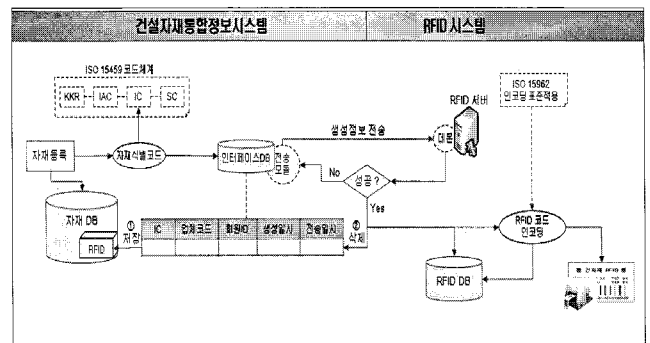 건설자재통합정보시스템
RFID 시스템
ISO 15459 코드체계
KKR
IAC
IC
SC
ISO 15962
인코딩 표준적용
RFID 서버
자재등록
자재식별코드
인터페이스DB
전송
모듈
생성정보 전송
데몬
No
성공 ?
Yes
자재 DB
RFID
①
저장
IC
업체코드
회원ID
생성일시
전송일시
②
삭제
RFID 코드
인코딩
RFID DB